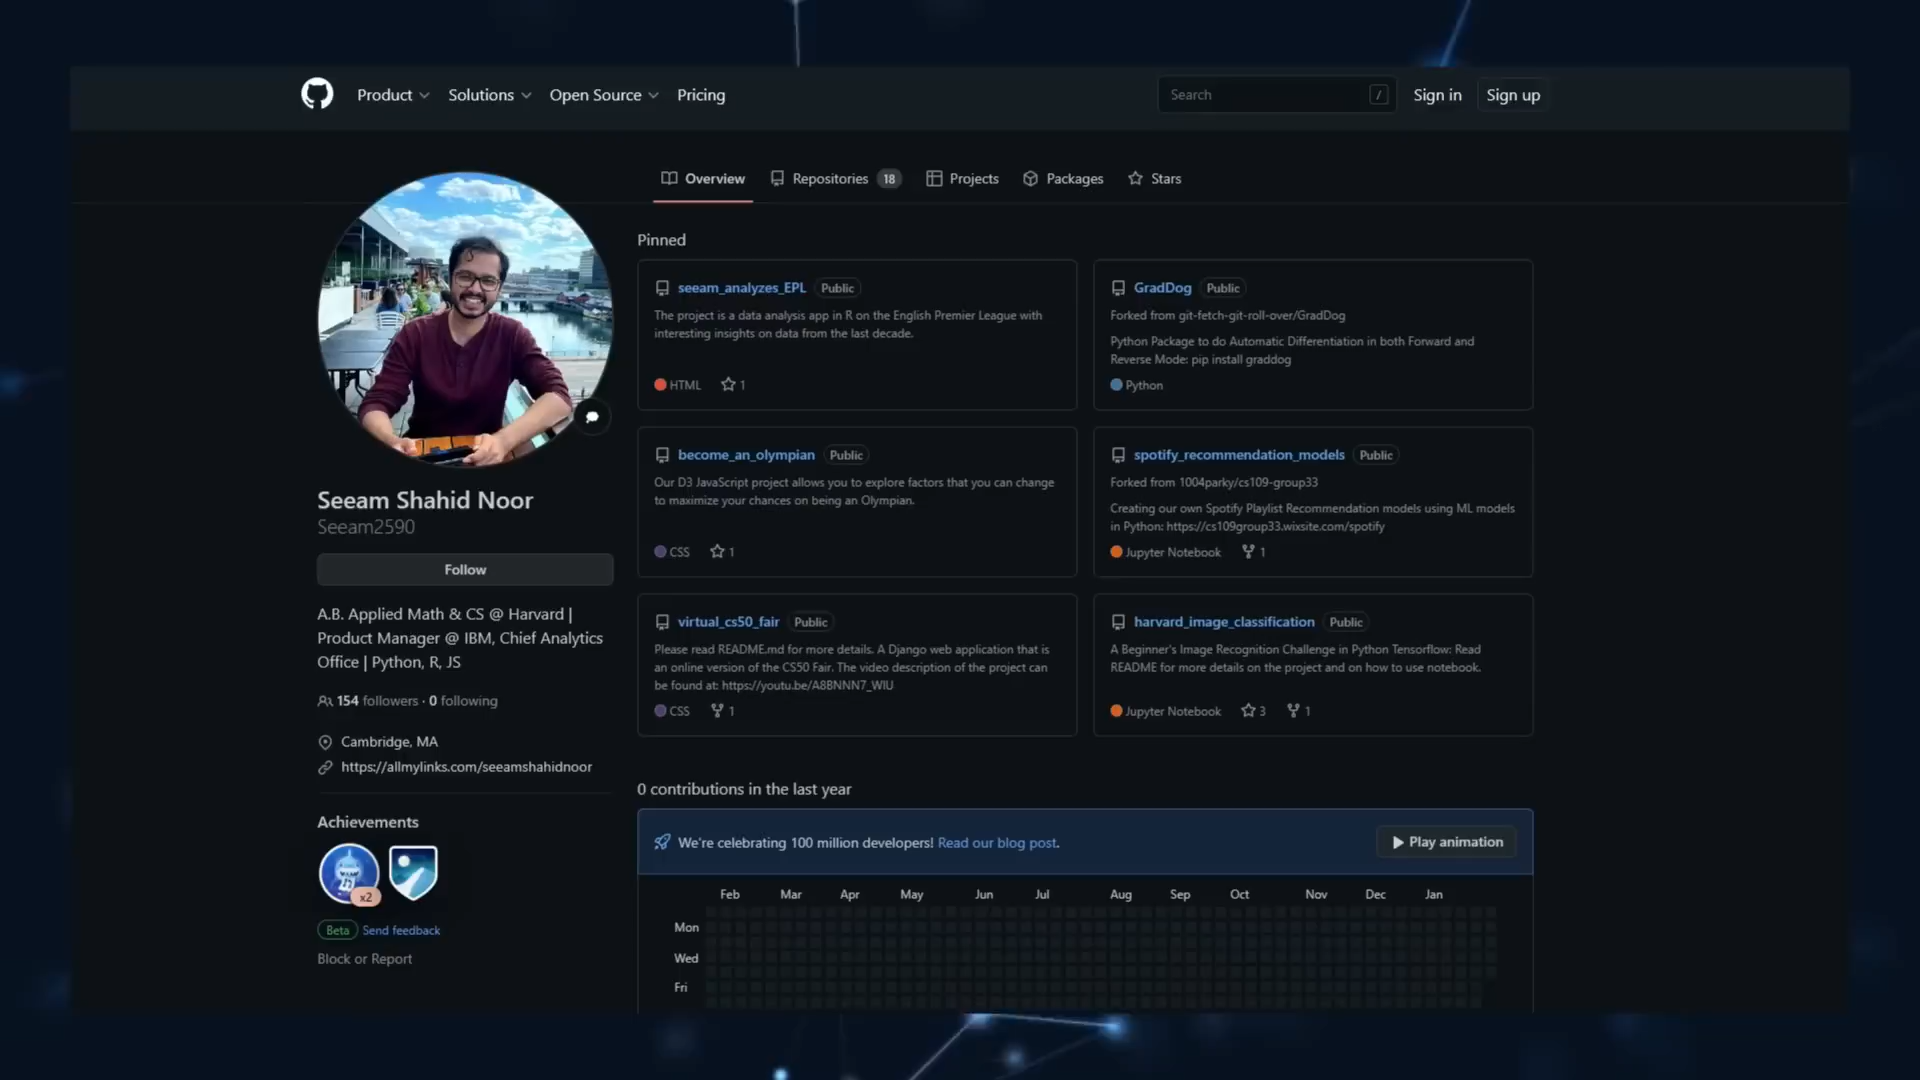 Product
Solutions
Open Source
Pricing
Search
/
Sign in
Sign up
Overview
Repositories 18
Projects
Packages
Stars
Seeam Shahid Noor
Seeam2590
Follow
A.B. Applied Math & CS @ Harvard |
Product Manager @ IBM, Chief Analytics
Office | Python, R, JS
154 followers · 0 following
Cambridge, MA
https://allmylinks.com/seeamshahidnoor
Achievements
x2
Beta Send feedback
Block or Report
Pinned
seeam_analyzes_EPL Public
The project is a data analysis app in R on the English Premier League with
interesting insights on data from the last decade.
HTML 1
GradDog Public
Forked from git-fetch-git-roll-over/GradDog
Python Package to do Automatic Differentiation in both Forward and
Reverse Mode: pip install graddog
Python
become_an_olympian Public
Our D3 JavaScript project allows you to explore factors that you can change
to maximize your chances on being an Olympian.
CSS 1
spotify_recommendation_models Public
Forked from 1004parky/cs109-group33
Creating our own Spotify Playlist Recommendation models using ML models
in Python: https://cs109group33.wixsite.com/spotify
Jupyter Notebook 1
virtual_cs50_fair Public
Please read README.md for more details. A Django web application that is
an online version of the CS50 Fair. The video description of the project can
be found at: https://youtu.be/A8BNNN7_WIU
CSS 1
harvard_image_classification Public
A Beginner's Image Recognition Challenge in Python Tensorflow: Read
README for more details on the project and on how to use notebook.
Jupyter Notebook 3 1
0 contributions in the last year
We're celebrating 100 million developers! Read our blog post.
Play animation
Feb Mar Apr May Jun Jul Aug Sep Oct Nov Dec Jan
Mon
Wed
Fri